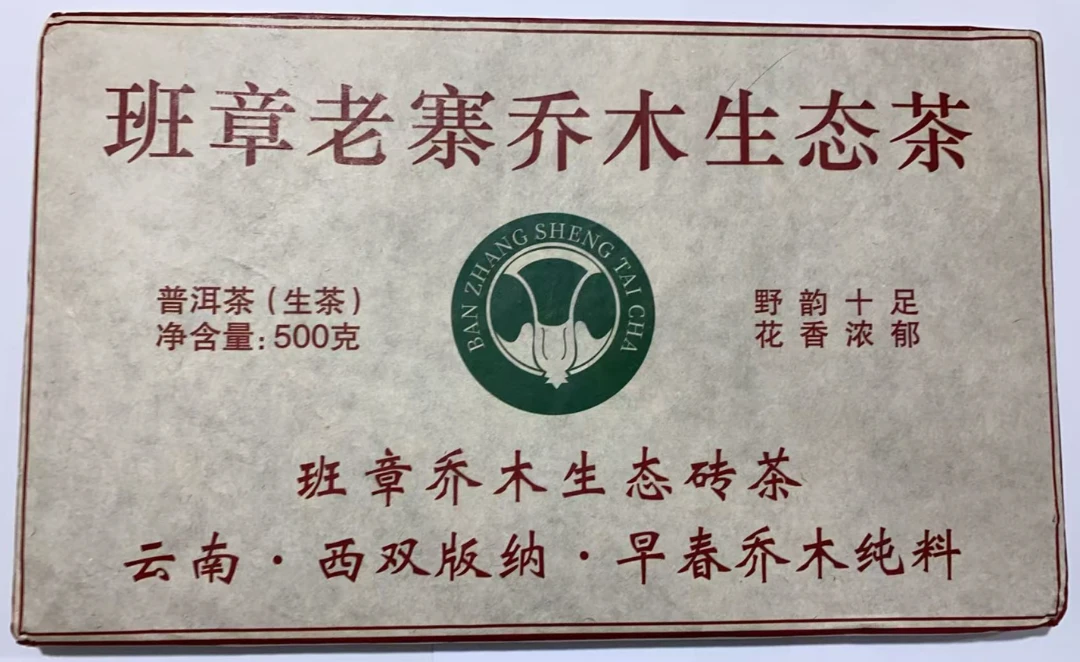 班章老寨乔木生态茶
BAN ZHANG SHENG TAI CHA
普洱茶(生茶)
净含量:500克
野韵十足
花香浓郁
班章乔木生态砖茶
云南·西双版纳·早春乔木纯料